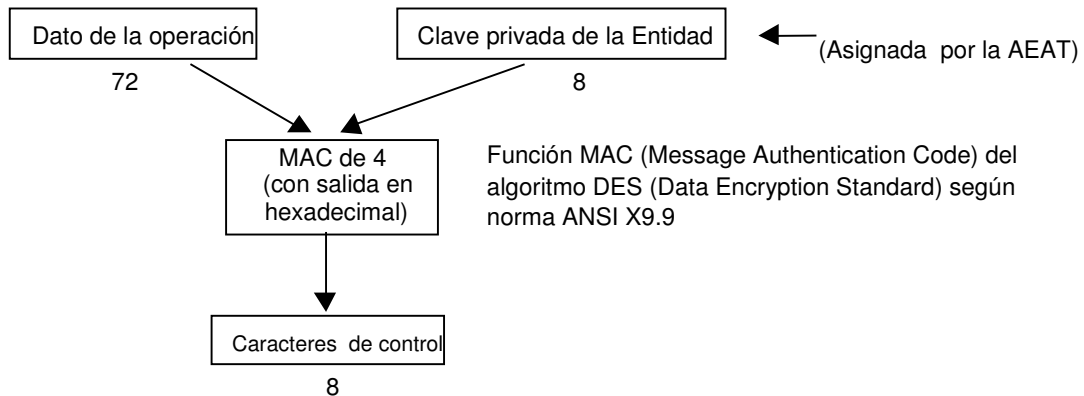 Dato de la operación
Clave privada de la Entidad
(Asignada por la AEAT)
72
8
MAC de 4
(con salida en
hexadecimal)
Función MAC (Message Authentication Code) del
algoritmo DES (Data Encryption Standard) según
norma ANSI X9.9
Caracteres de control
8